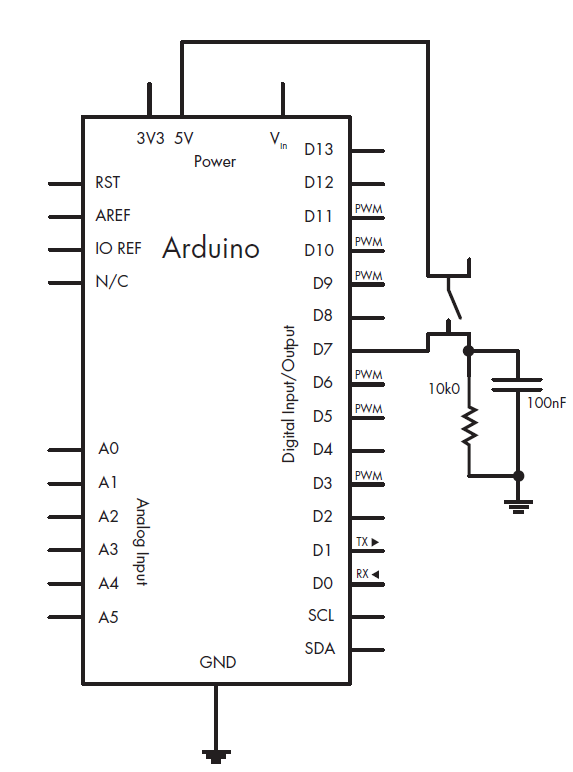 3V3 5V Vin
Power
D13
RST D12
AREF D11 PWM
IO REF Arduino D10 PWM
N/C D9 PWM
D8
D7
Digital Input/Output
D6 PWM
10k0
100nF
D5 PWM
A0 D4
A1 D3 PWM
A2 D2
Analog Input
A3 D1 TX ▶
A4 D0 RX ◀
A5 SCL
SDA
GND